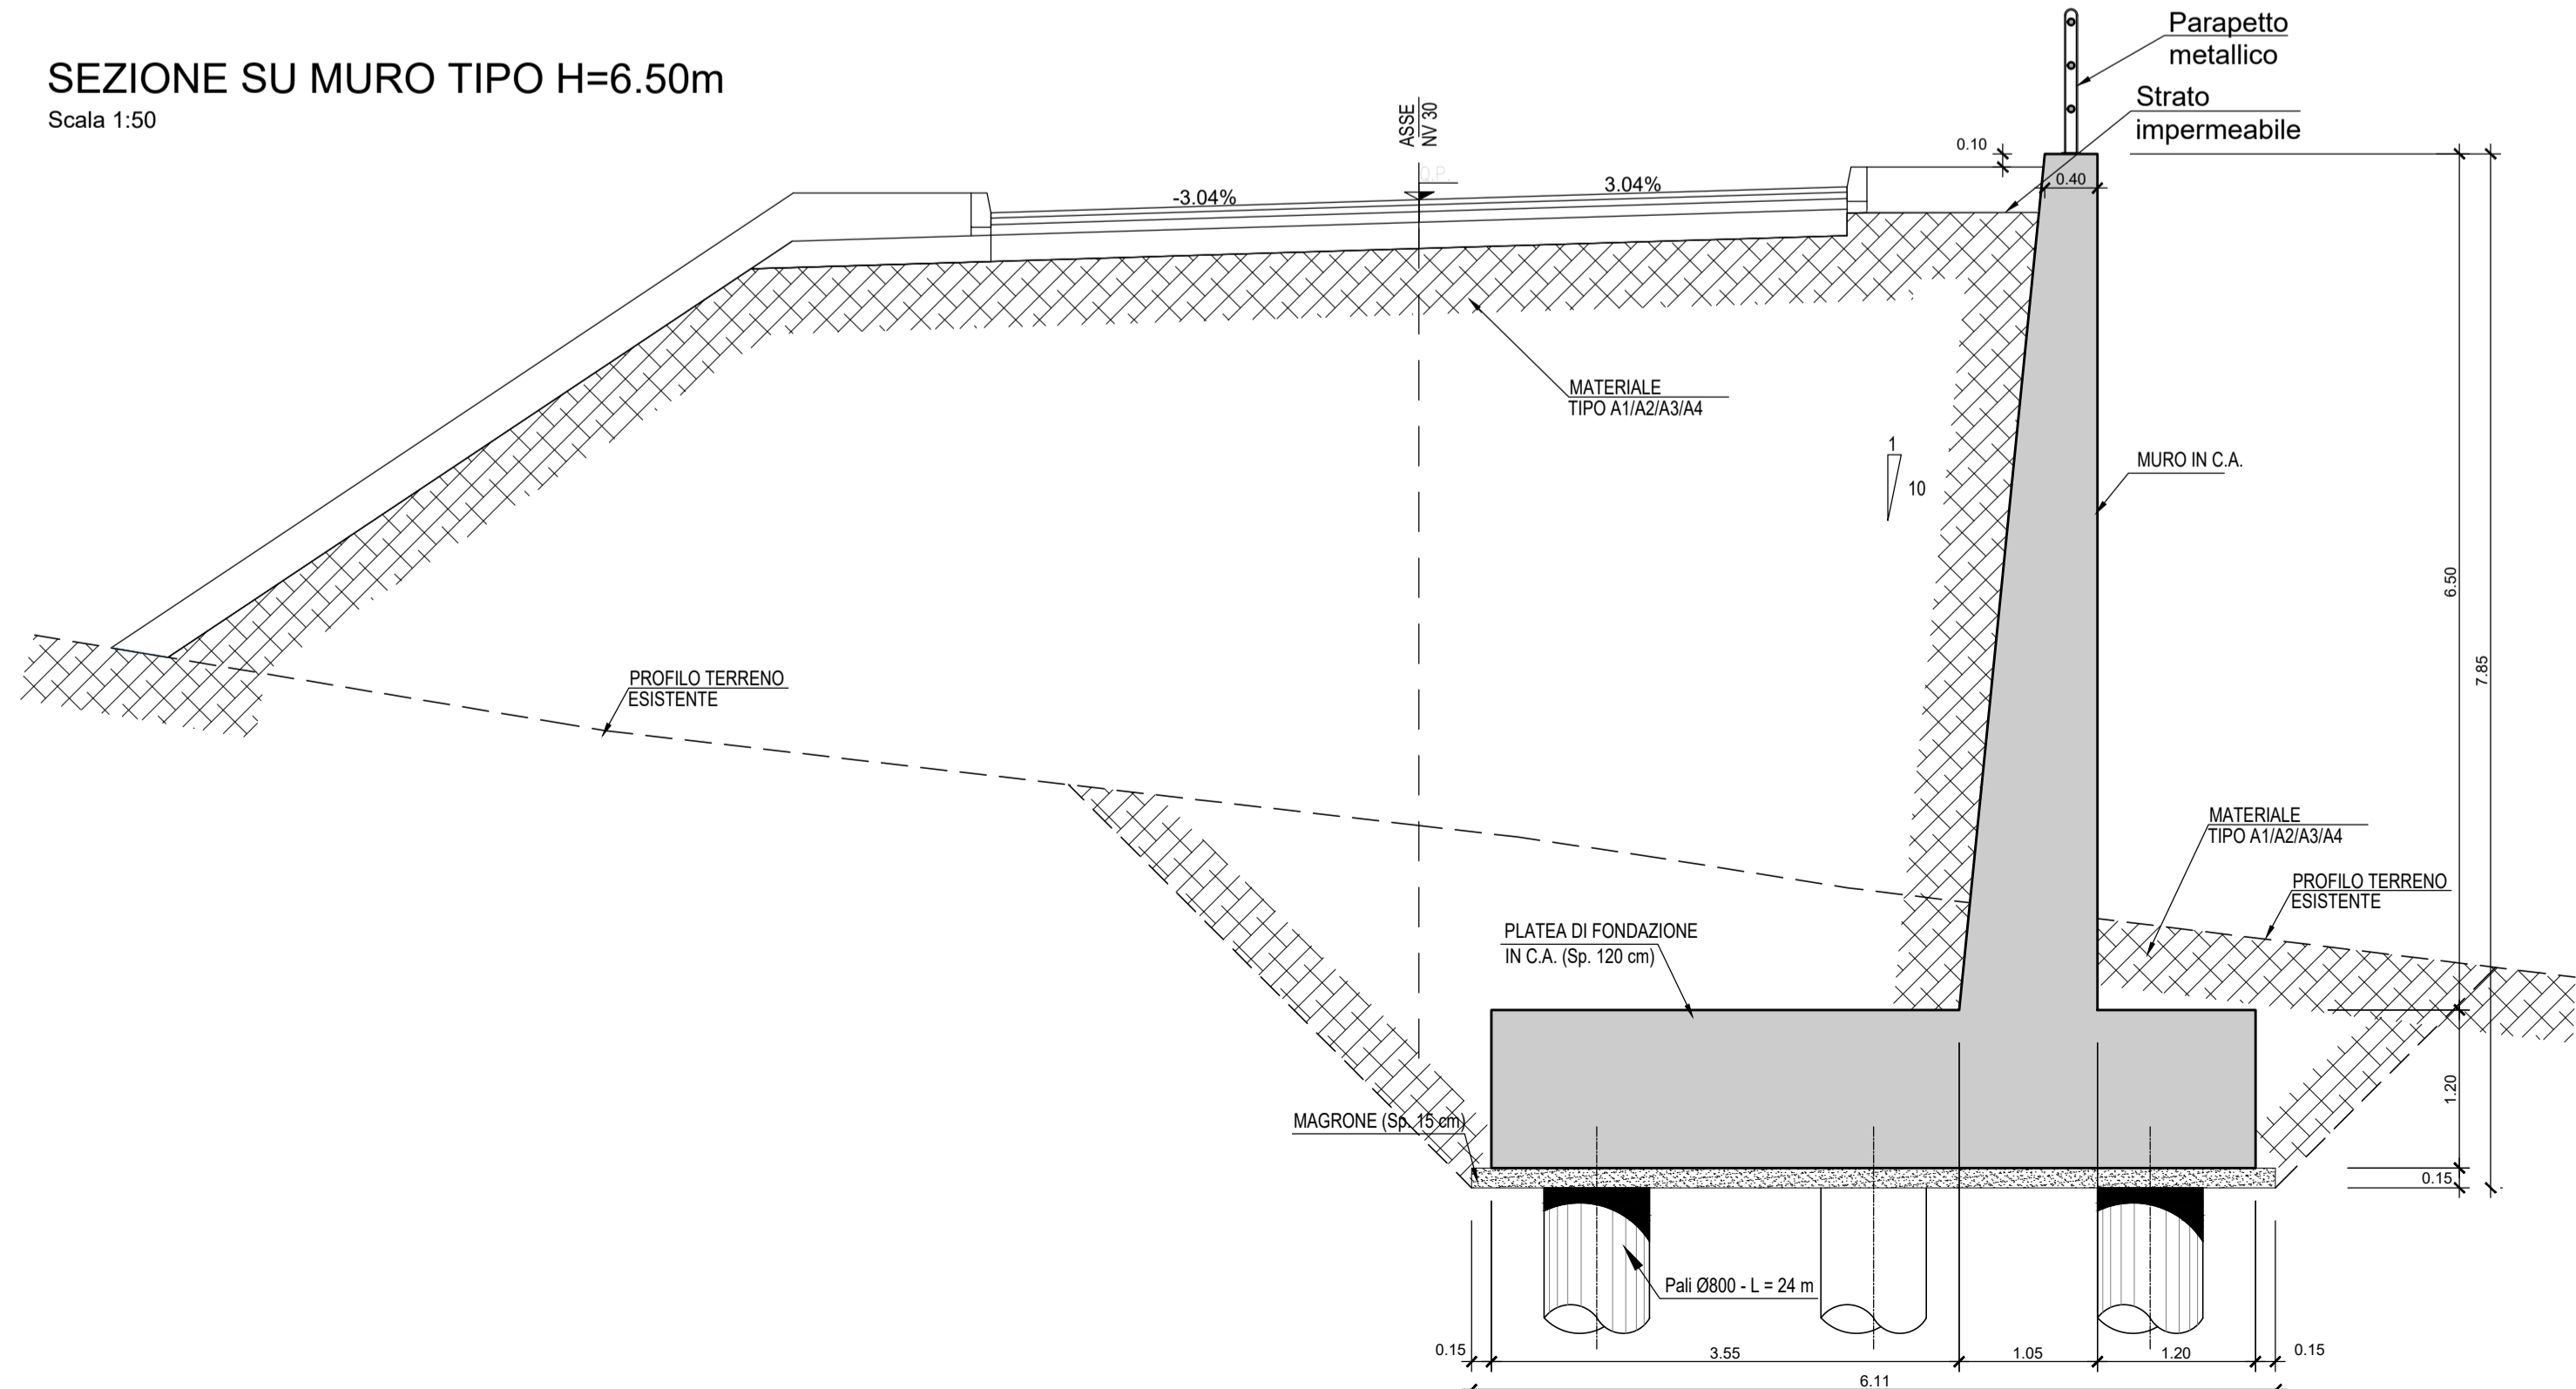 SEZIONE SU MURO TIPO H=6.50m
Scala 1:50
Parapetto
metallico
Strato
impermeabile
ASSE
NV 30
Q.P.
0.10
0.40
-3.04%
3.04%
MATERIALE
TIPO A1/A2/A3/A4
1
10
MURO IN C.A.
6.50
7.85
PROFILO TERRENO
ESISTENTE
MATERIALE
TIPO A1/A2/A3/A4
PROFILO TERRENO
ESISTENTE
PLATEA DI FONDAZIONE
IN C.A. (Sp. 120 cm)
1.20
MAGRONE (Sp. 15 cm)
0.15
Pali Ø800 - L = 24 m
0.15
3.55
1.05
1.20
0.15
6.11